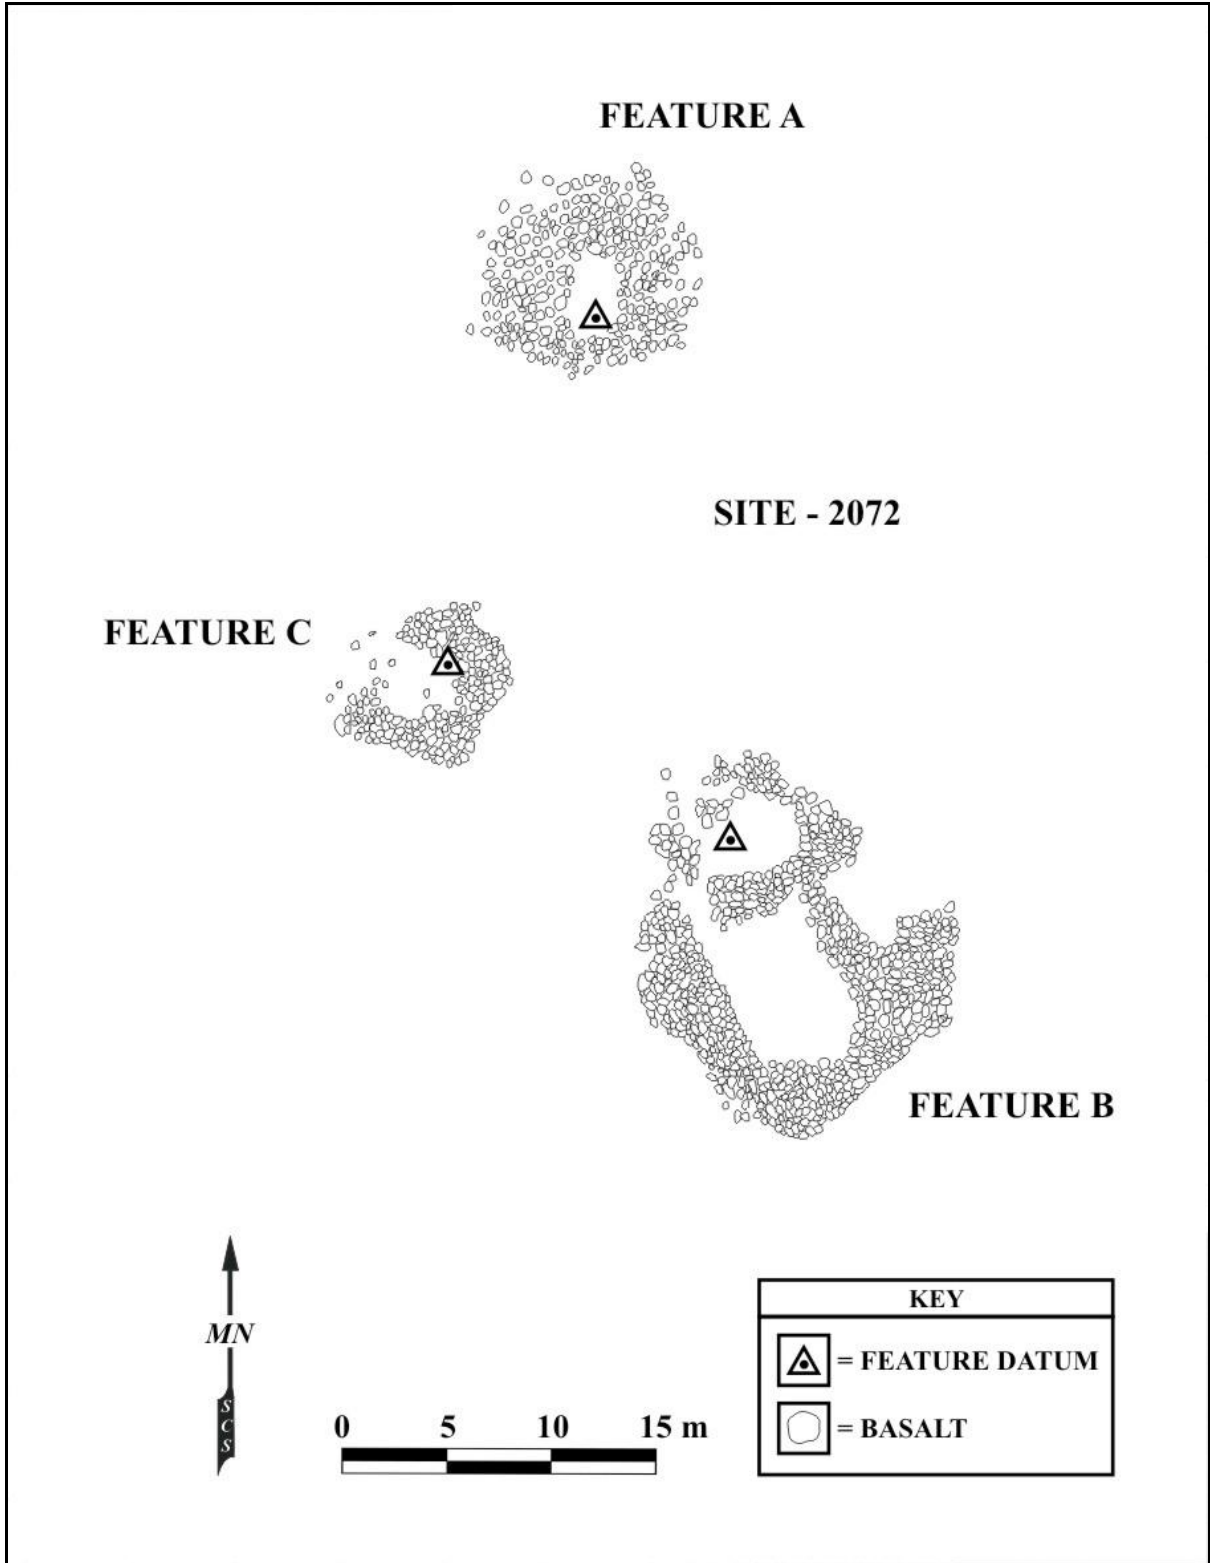 FEATURE A
SITE - 2072
FEATURE C
FEATURE B
MN
SCS
0 5 10 15 m
KEY
= FEATURE DATUM
= BASALT